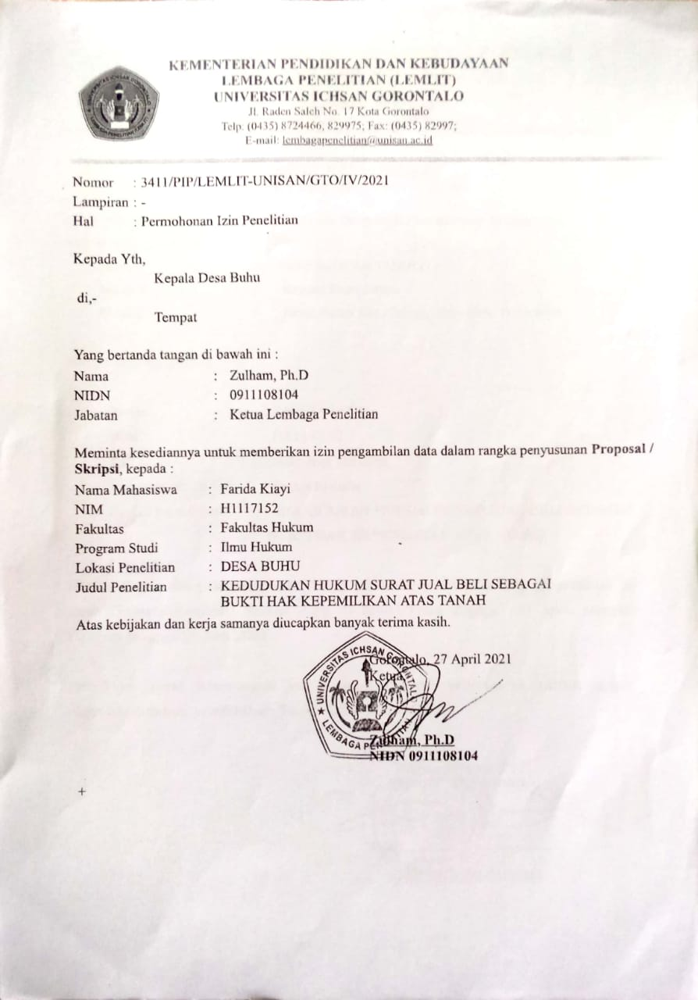 KEMENTERIAN PENDIDIKAN DAN KEBUDAYAAN
LEMBAGA PENELITIAN (LEMLIT)
UNIVERSITAS ICHSAN GORONTALO
Jl. Raden Saleh No. 17 Kota Gorontalo
Telp: (0435) 8724466, 829975; Fax: (0435) 82997;
E-mail: lembagapenelitian@unisan.ac.id
Nomor : 3411/PIP/LEMLIT-UNISAN/GTO/IV/2021
Lampiran : -
Hal : Permohonan Izin Penelitian
Kepada Yth,
Kepala Desa Buhu
di,-
Tempat
Yang bertanda tangan di bawah ini :
Nama : Zulham, Ph.D
NIDN : 0911108104
Jabatan : Ketua Lembaga Penelitian
Meminta kesediannya untuk memberikan izin pengambilan data dalam rangka penyusunan Proposal /
Skripsi, kepada :
Nama Mahasiswa : Farida Kiayi
NIM : H1117152
Fakultas : Fakultas Hukum
Program Studi : Ilmu Hukum
Lokasi Penelitian : DESA BUHU
Judul Penelitian : KEDUDUKAN HUKUM SURAT JUAL BELI SEBAGAI
BUKTI HAK KEPEMILIKAN ATAS TANAH
Atas kebijakan dan kerja samanya diucapkan banyak terima kasih.
Gorontalo, 27 April 2021
Ketua
UNIVERSITAS ICHSAN GORONTALO
LEMBAGA PENELITIAN
Zulham, Ph.D
NIDN 0911108104
+